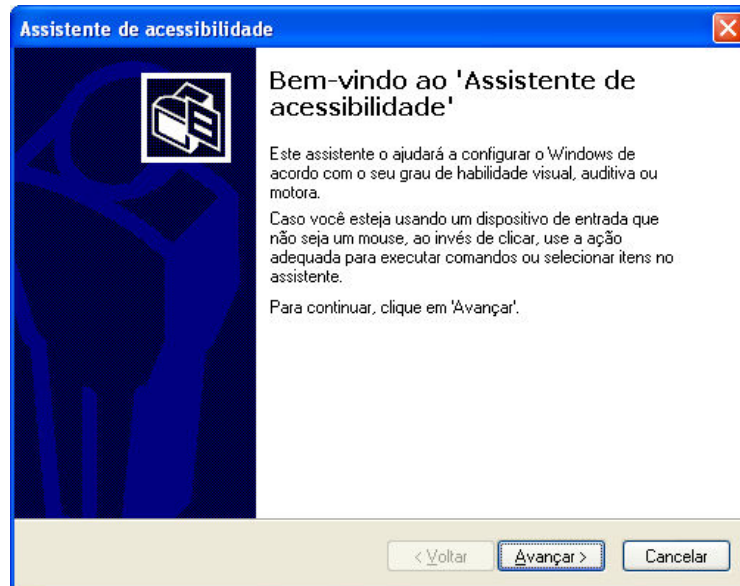 Assistente de acessibilidade
Bem-vindo ao 'Assistente de
acessibilidade'
Este assistente o ajudará a configurar o Windows de
acordo com o seu grau de habilidade visual, auditiva ou
motora.
Caso você esteja usando um dispositivo de entrada que
não seja um mouse, ao invés de clicar, use a ação
adequada para executar comandos ou selecionar itens no
assistente.
Para continuar, clique em 'Avançar'.
< Voltar Avançar > Cancelar